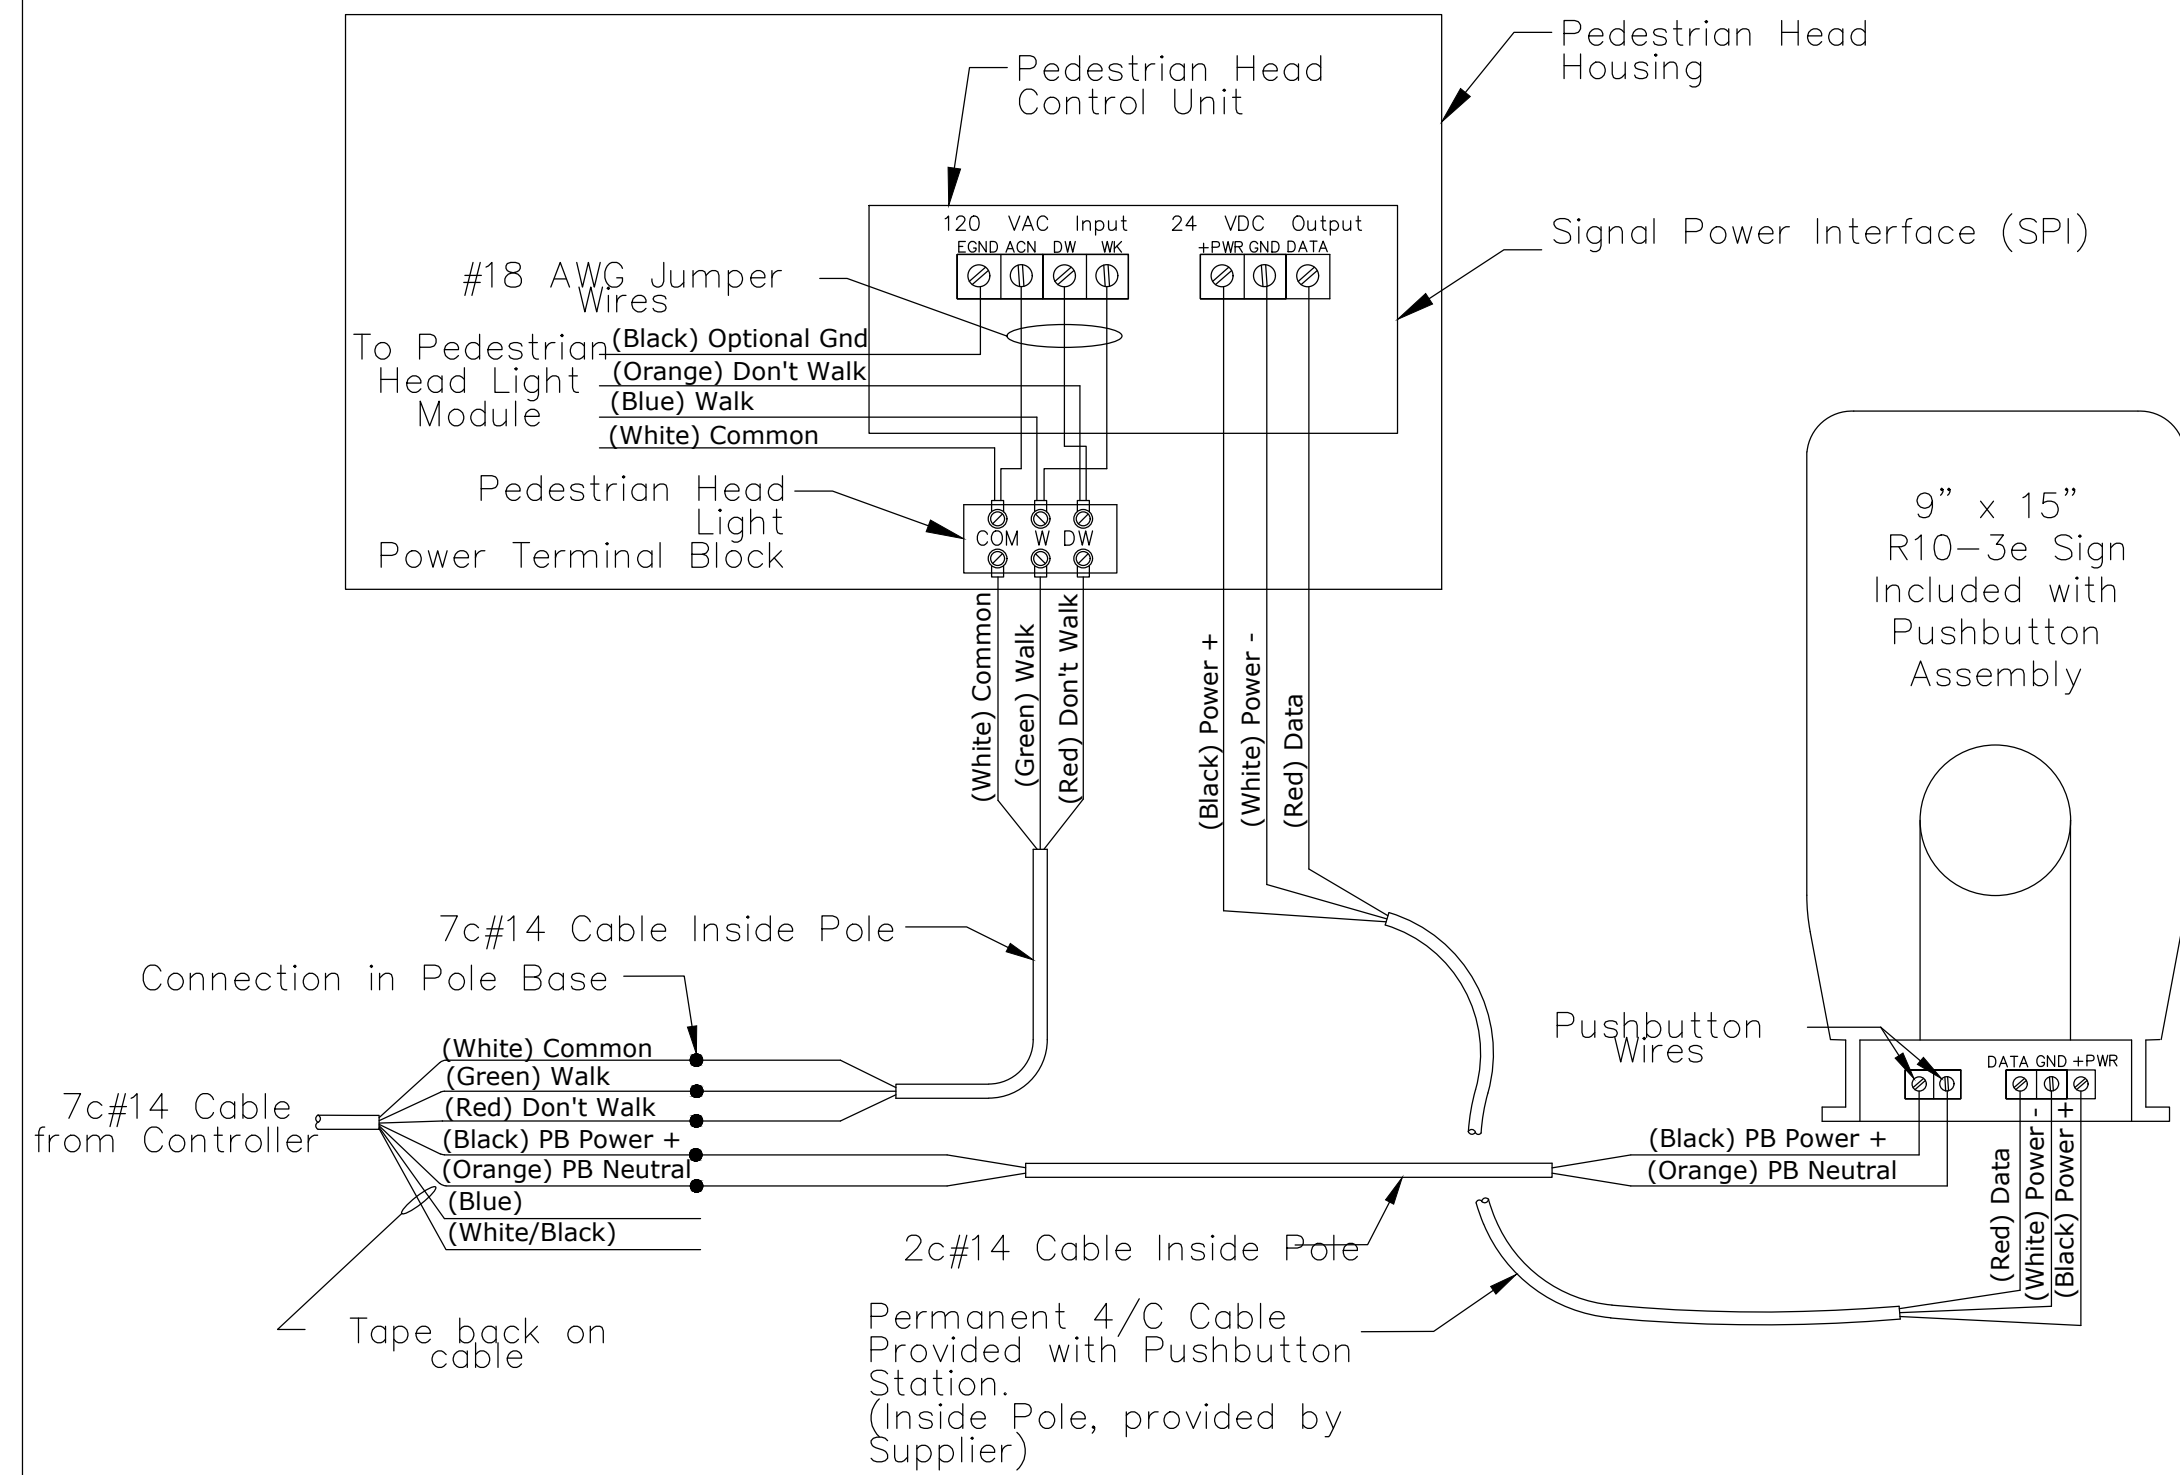 Pedestrian Head
Housing
Pedestrian Head
Control Unit
120 VAC Input
24 VDC Output
EGND ACN DW WK
+PWR GND DATA
Signal Power Interface (SPI)
#18 AWG Jumper
Wires
To Pedestrian
Head Light
Module
(Black) Optional Gnd
(Orange) Don't Walk
(Blue) Walk
(White) Common
Pedestrian Head
Light
Power Terminal Block
COM W DW
(White) Common
(Green) Walk
(Red) Don't Walk
(Black) Power +
(White) Power -
(Red) Data
9” x 15”
R10-3e Sign
Included with
Pushbutton
Assembly
7c#14 Cable Inside Pole
Connection in Pole Base
7c#14 Cable
from Controller
(White) Common
(Green) Walk
(Red) Don't Walk
(Black) PB Power +
(Orange) PB Neutral
(Blue)
(White/Black)
Tape back on
cable
Pushbutton
Wires
DATA GND +PWR
(Black) PB Power +
(Orange) PB Neutral
(Red) Data
(White) Power -
(Black) Power +
2c#14 Cable Inside Pole
Permanent 4/C Cable
Provided with Pushbutton
Station.
(Inside Pole, provided by
Supplier)